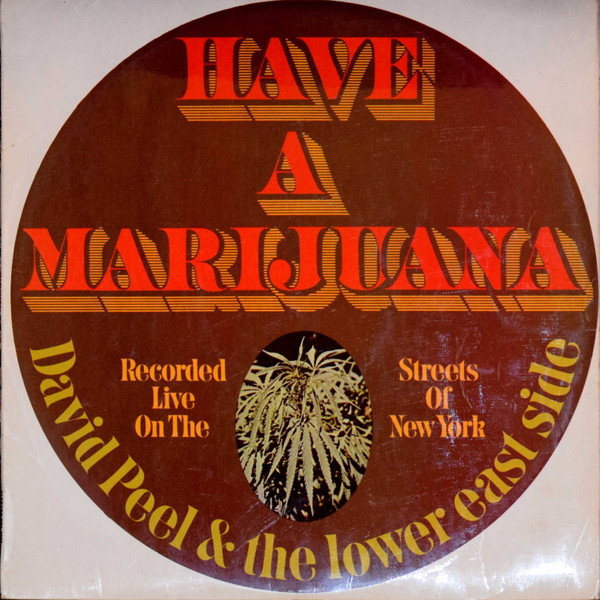 HAVE
A
MARIJUANA
Recorded
Live
On The
Streets
Of
New York
David Peel & the lower east side